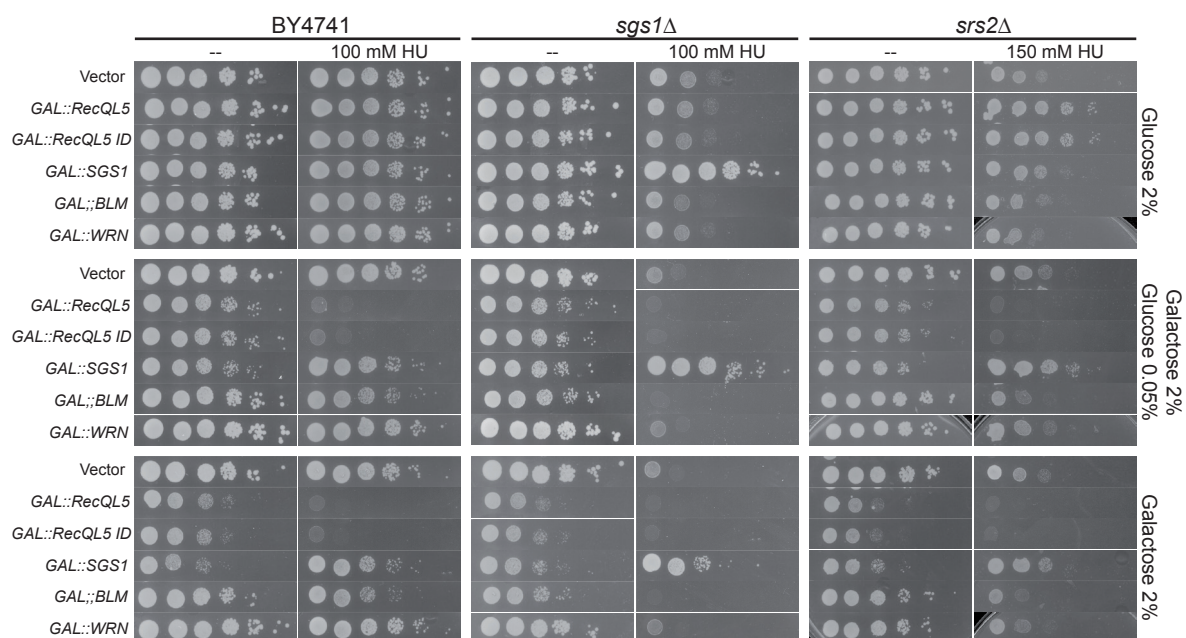 BY4741 sgs1Δ srs2Δ
-- 100 mM HU -- 100 mM HU -- 150 mM HU
Vector
GAL::RecQL5
GAL::RecQL5 ID
GAL::SGS1
GAL;;BLM
GAL::WRN
Glucose 2%
Vector
GAL::RecQL5
GAL::RecQL5 ID
GAL::SGS1
GAL;;BLM
GAL::WRN
Galactose 2%
Glucose 0.05%
Vector
GAL::RecQL5
GAL::RecQL5 ID
GAL::SGS1
GAL;;BLM
GAL::WRN
Galactose 2%